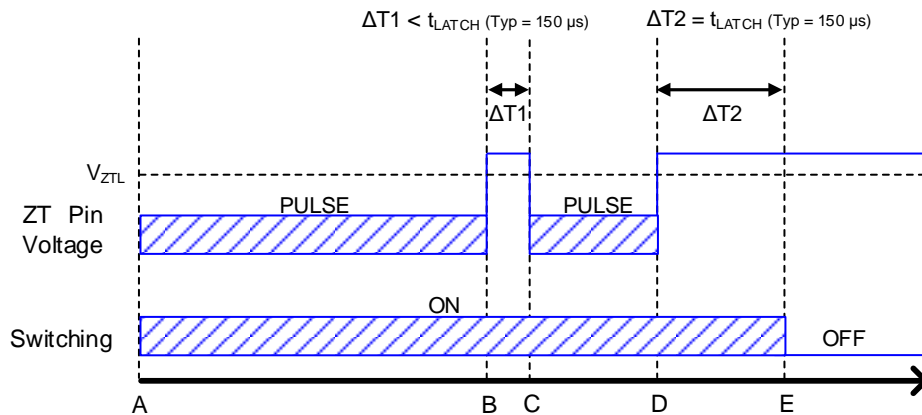 ΔT1 < tLATCH (Typ = 150 µs)
ΔT2 = tLATCH (Typ = 150 µs)
ΔT1
ΔT2
VZTL
PULSE
PULSE
ZT Pin
Voltage
ON
Switching
OFF
A
B
C
D
E